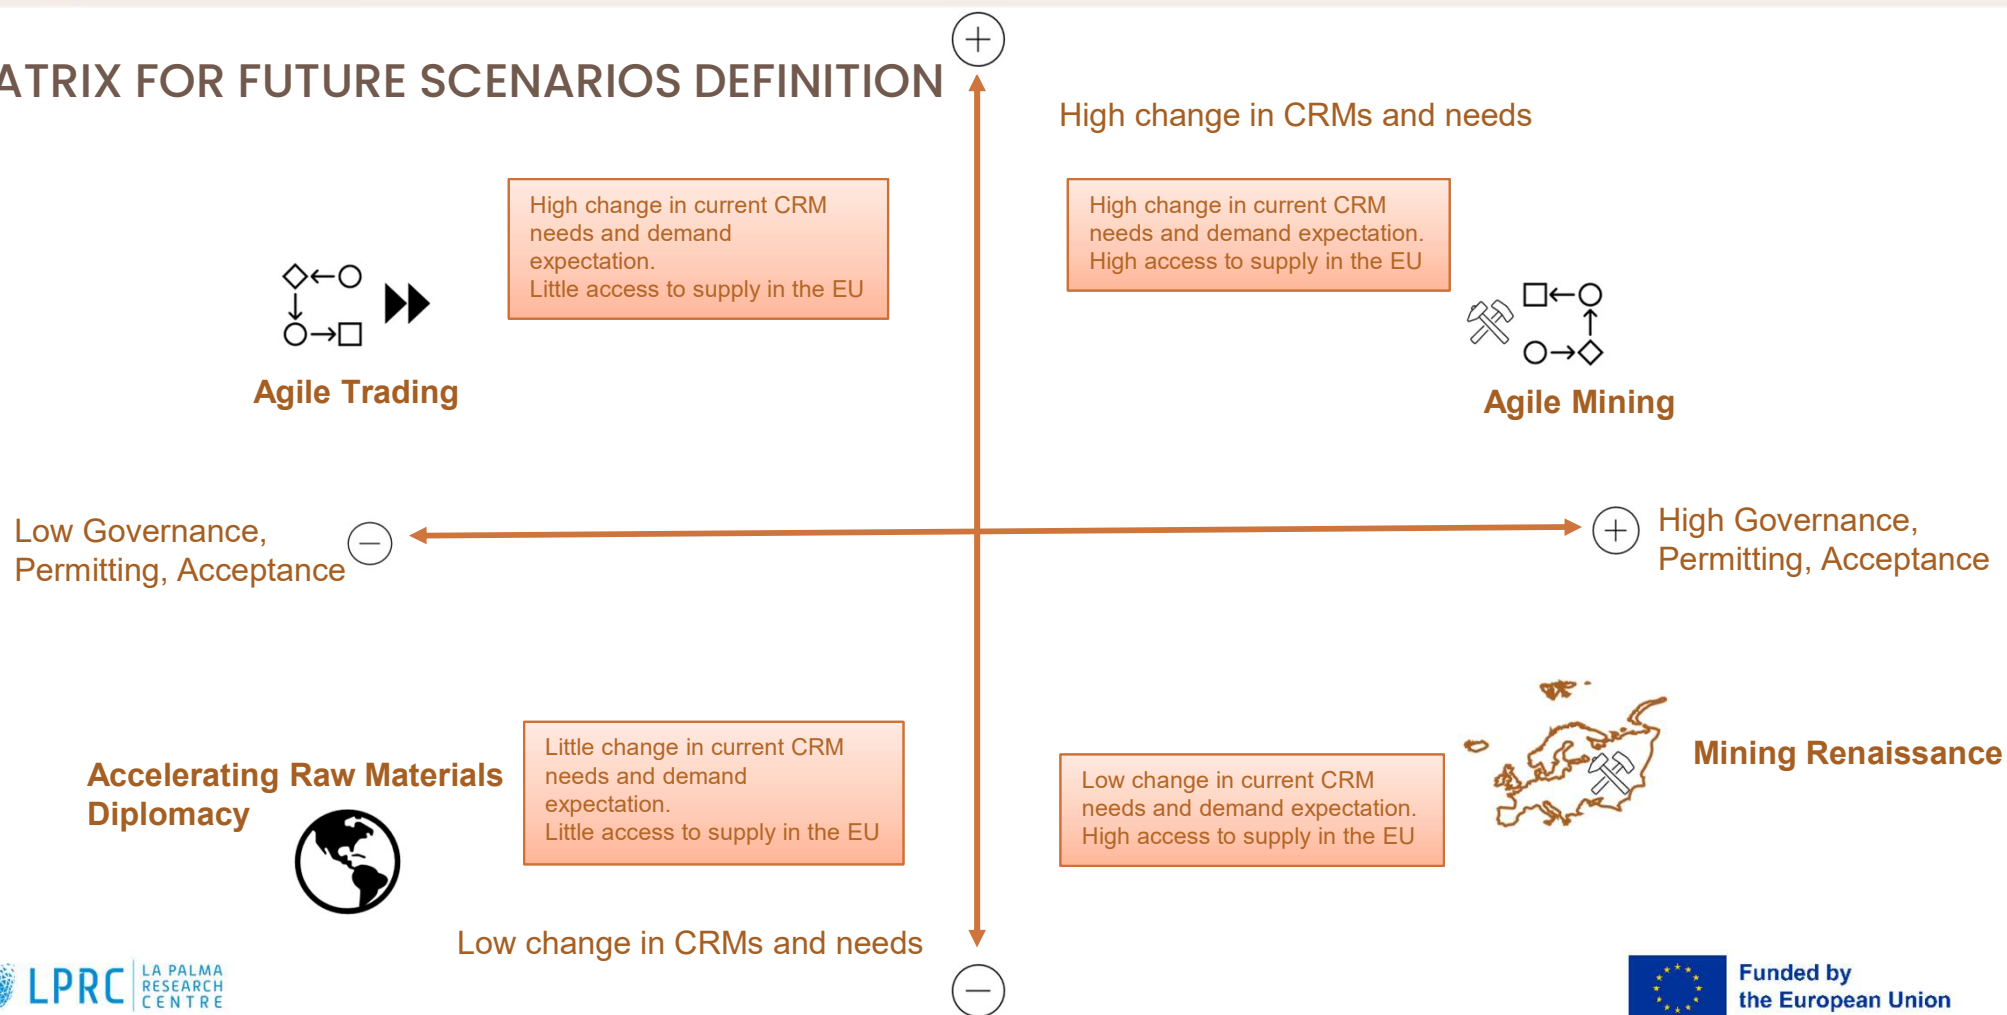 ATRIX FOR FUTURE SCENARIOS DEFINITION
High change in CRMs and needs
High change in current CRM
needs and demand
expectation.
Little access to supply in the EU
High change in current CRM
needs and demand expectation.
High access to supply in the EU
Agile Trading
Agile Mining
Low Governance,
Permitting, Acceptance
High Governance,
Permitting, Acceptance
Accelerating Raw Materials
Diplomacy
Little change in current CRM
needs and demand
expectation.
Little access to supply in the EU
Low change in current CRM
needs and demand expectation.
High access to supply in the EU
Mining Renaissance
Low change in CRMs and needs
LPRC
LA PALMA
RESEARCH
CENTRE
Funded by
the European Union